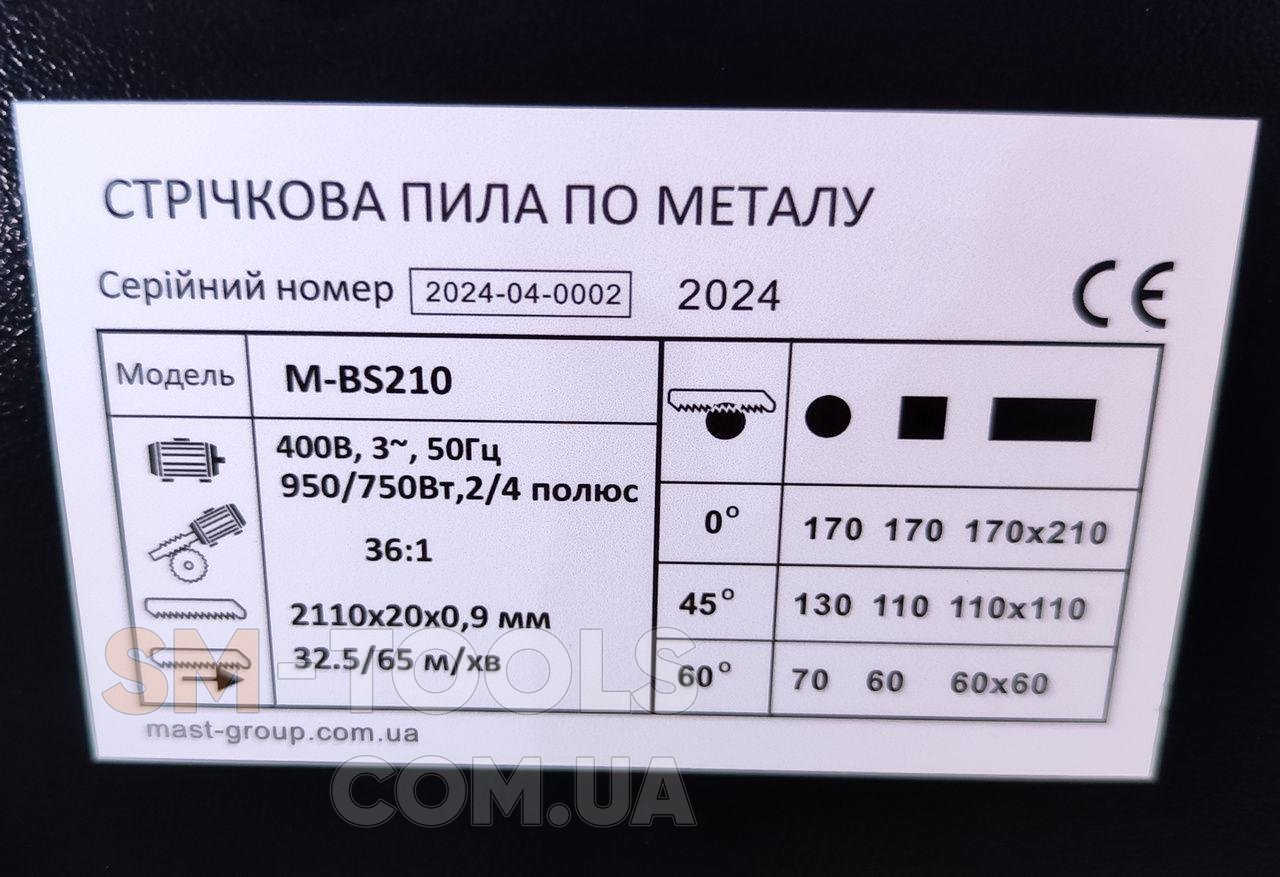 СТРІЧКОВА ПИЛА ПО МЕТАЛУ
Серійний номер 2024-04-0002 2024 CE
Модель M-BS210
400В, 3~, 50Гц
950/750Вт,2/4 полюс
36:1
2110x20x0,9 мм
32.5/65 м/хв
0° 170 170 170x210
45° 130 110 110x110
60° 70 60 60x60
mast-group.com.ua
SM-TOOLS
COM.UA